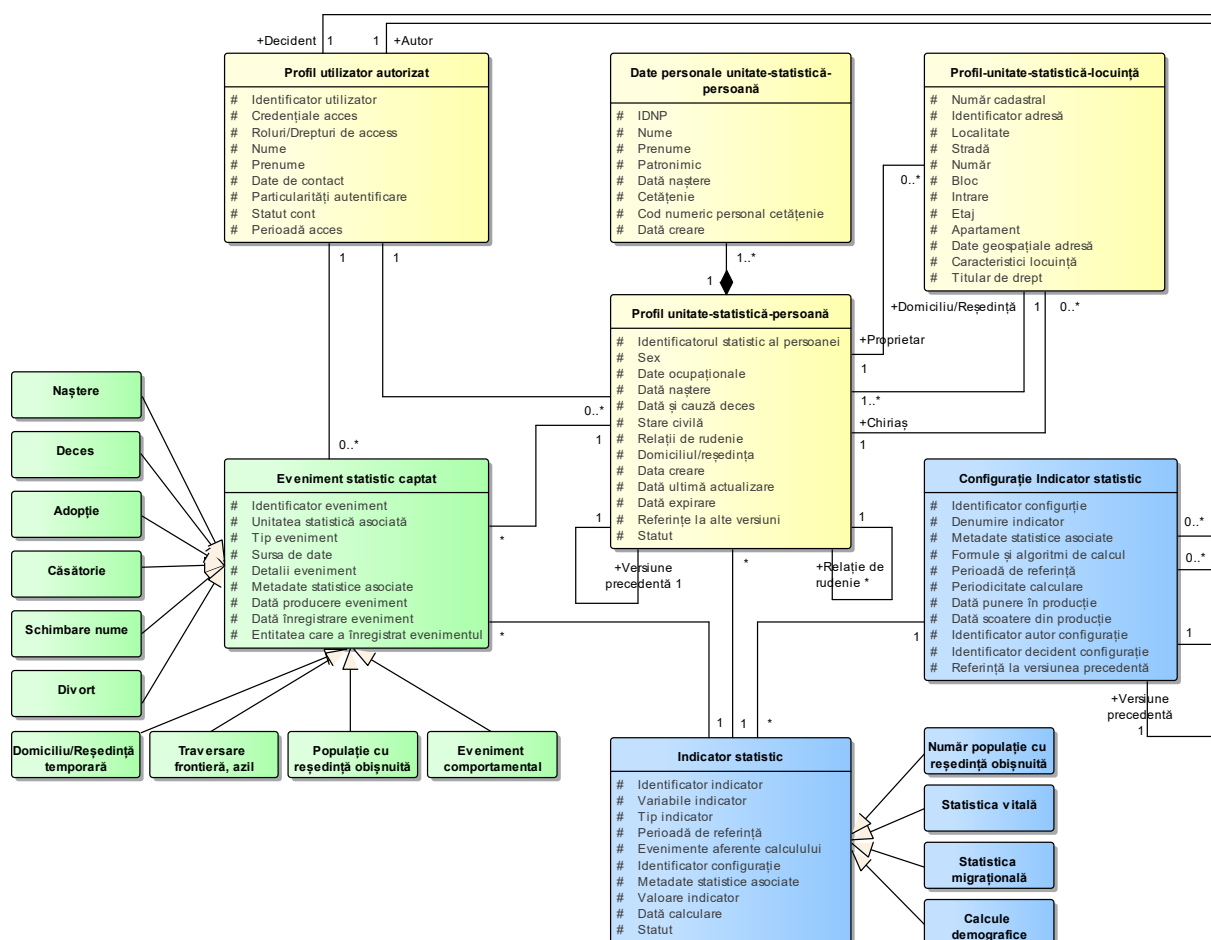 +Decident
1
1
+Autor
Profil utilizator autorizat
# Identificator utilizator
# Credențiale acces
# Roluri/Drepturi de access
# Nume
# Prenume
# Date de contact
# Particularități autentificare
# Statut cont
# Perioadă acces
1
1
Date personale unitate-statistică-
persoană
# IDNP
# Nume
# Prenume
# Patronimic
# Dată naștere
# Cetățenie
# Cod numeric personal cetățenie
# Dată creare
1..*
1
Profil-unitate-statistică-locuință
# Număr cadastral
# Identificator adresă
# Localitate
# Stradă
# Număr
# Bloc
# Intrare
# Etaj
# Apartament
# Date geospațiale adresă
# Caracteristici locuință
# Titular de drept
0..*
+Domiciliu/Reședință
1
0..*
Profil unitate-statistică-persoană
# Identificatorul statistic al persoanei
# Sex
# Date ocupaționale
# Dată naștere
# Dată și cauză deces
# Stare civilă
# Relații de rudenie
# Domiciliul/reședința
# Data creare
# Dată ultimă actualizare
# Dată expirare
# Referințe la alte versiuni
# Statut
+Proprietar
1
1..*
+Chiriaș
1
0..*
1
1
1
+Versiune
precedentă 1
*
+Relație de
rudenie *
Naștere
Deces
Adopție
Căsătorie
Schimbare nume
Divort
Domiciliu/Reședință
temporară
Traversare
frontieră, azil
Populație cu
reședință obișnuită
Eveniment
comportamental
0..*
Eveniment statistic captat
# Identificator eveniment
# Unitatea statistică asociată
# Tip eveniment
# Sursa de date
# Detalii eveniment
# Metadate statistice asociate
# Dată producere eveniment
# Dată înregistrare eveniment
# Entitatea care a înregistrat evenimentul
*
*
Configurație Indicator statistic
# Identificator configurție
# Denumire indicator
# Metadate statistice asociate
# Formule și algoritmi de calcul
# Perioadă de referință
# Periodicitate calculare
# Dată punere în producție
# Dată scoatere din producție
# Identificator autor configurație
# Identificator decident configurație
# Referință la versiunea precedentă
0..*
0..*
1
1
+Versiune
precedentă
1
1
1
*
Indicator statistic
# Identificator indicator
# Variabile indicator
# Tip indicator
# Perioadă de referință
# Evenimente aferente calculului
# Identificator configurație
# Metadate statistice asociate
# Valoare indicator
# Dată calculare
# Statut
Număr populație cu
reședință obișnuită
Statistica vitală
Statistica
migrațională
Calcule
demografice